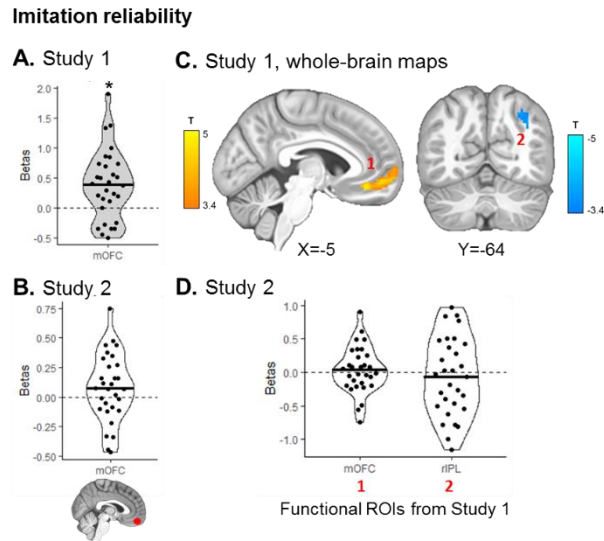 Imitation reliability
A. Study 1
*
2.0
1.5
1.0
0.5
0.0
-0.5
Betas
mOFC
C. Study 1, whole-brain maps
T
5
3.4
1
X=-5
2
Y=-64
T
-5
-3.4
B. Study 2
0.75
0.50
0.25
0.00
-0.25
-0.50
Betas
mOFC
D. Study 2
1.0
0.5
0.0
-0.5
-1.0
Betas
mOFC rIPL
1 2
Functional ROIs from Study 1